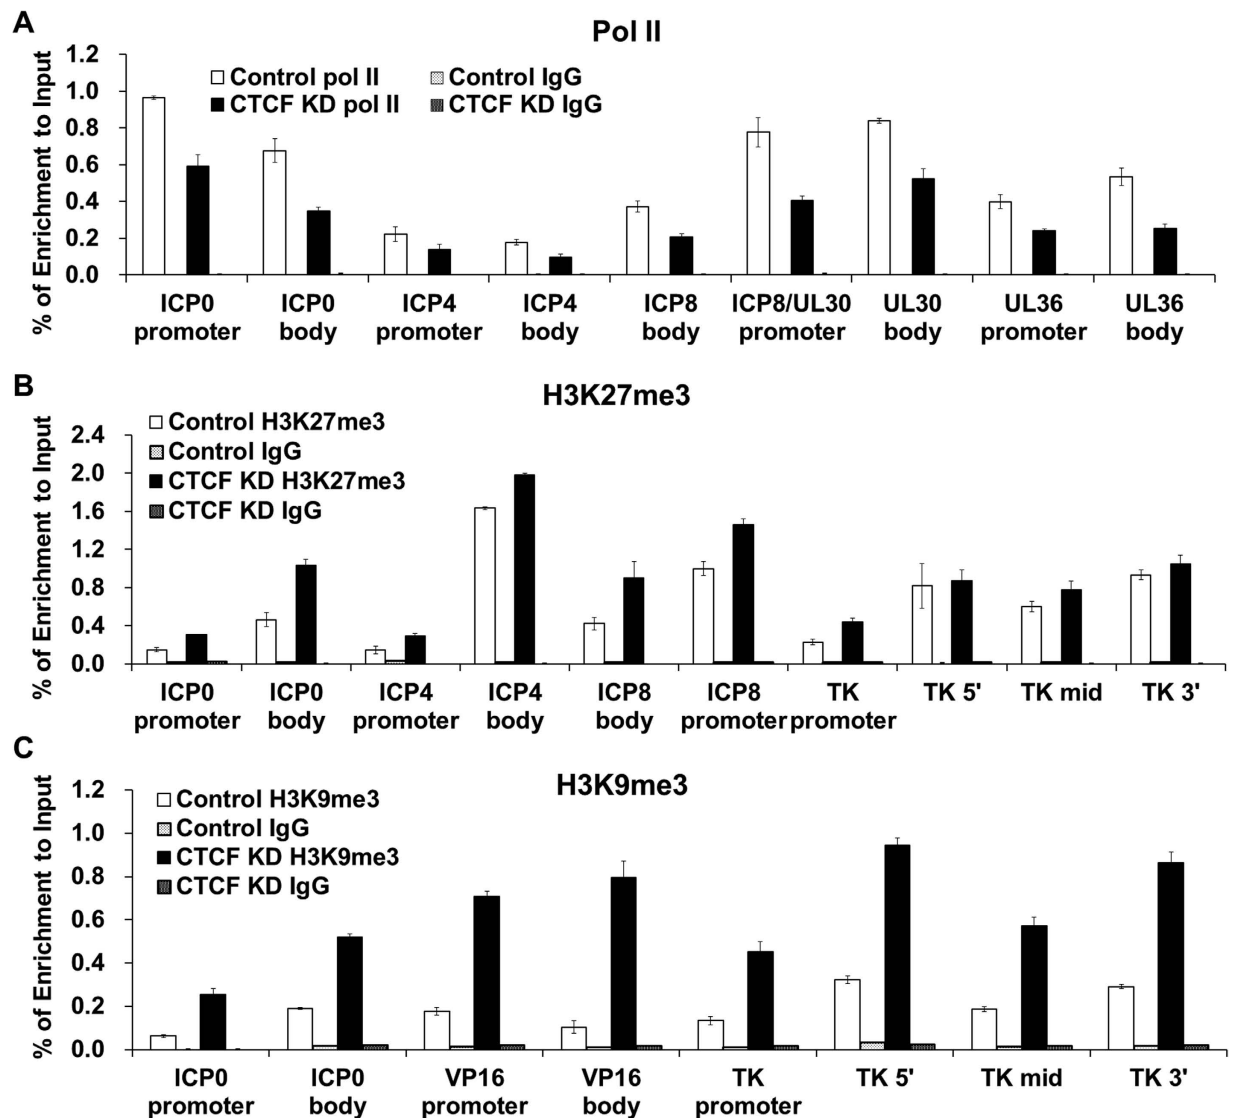 A
Pol II
% of Enrichment to Input
1.2
1.0
0.8
0.6
0.4
0.2
0.0
Control pol II
Control IgG
CTCF KD pol II
CTCF KD IgG
ICP0 promoter
ICP0 body
ICP4 promoter
ICP4 body
ICP8 body
ICP8/UL30 promoter
UL30 body
UL36 promoter
UL36 body
B
H3K27me3
% of Enrichment to Input
2.4
2.0
1.6
1.2
0.8
0.4
0.0
Control H3K27me3
Control IgG
CTCF KD H3K27me3
CTCF KD IgG
ICP0 promoter
ICP0 body
ICP4 promoter
ICP4 body
ICP8 body
ICP8 promoter
TK promoter
TK 5'
TK mid
TK 3'
C
H3K9me3
% of Enrichment to Input
1.2
1.0
0.8
0.6
0.4
0.2
0.0
Control H3K9me3
Control IgG
CTCF KD H3K9me3
CTCF KD IgG
ICP0 promoter
ICP0 body
VP16 promoter
VP16 body
TK promoter
TK 5'
TK mid
TK 3'